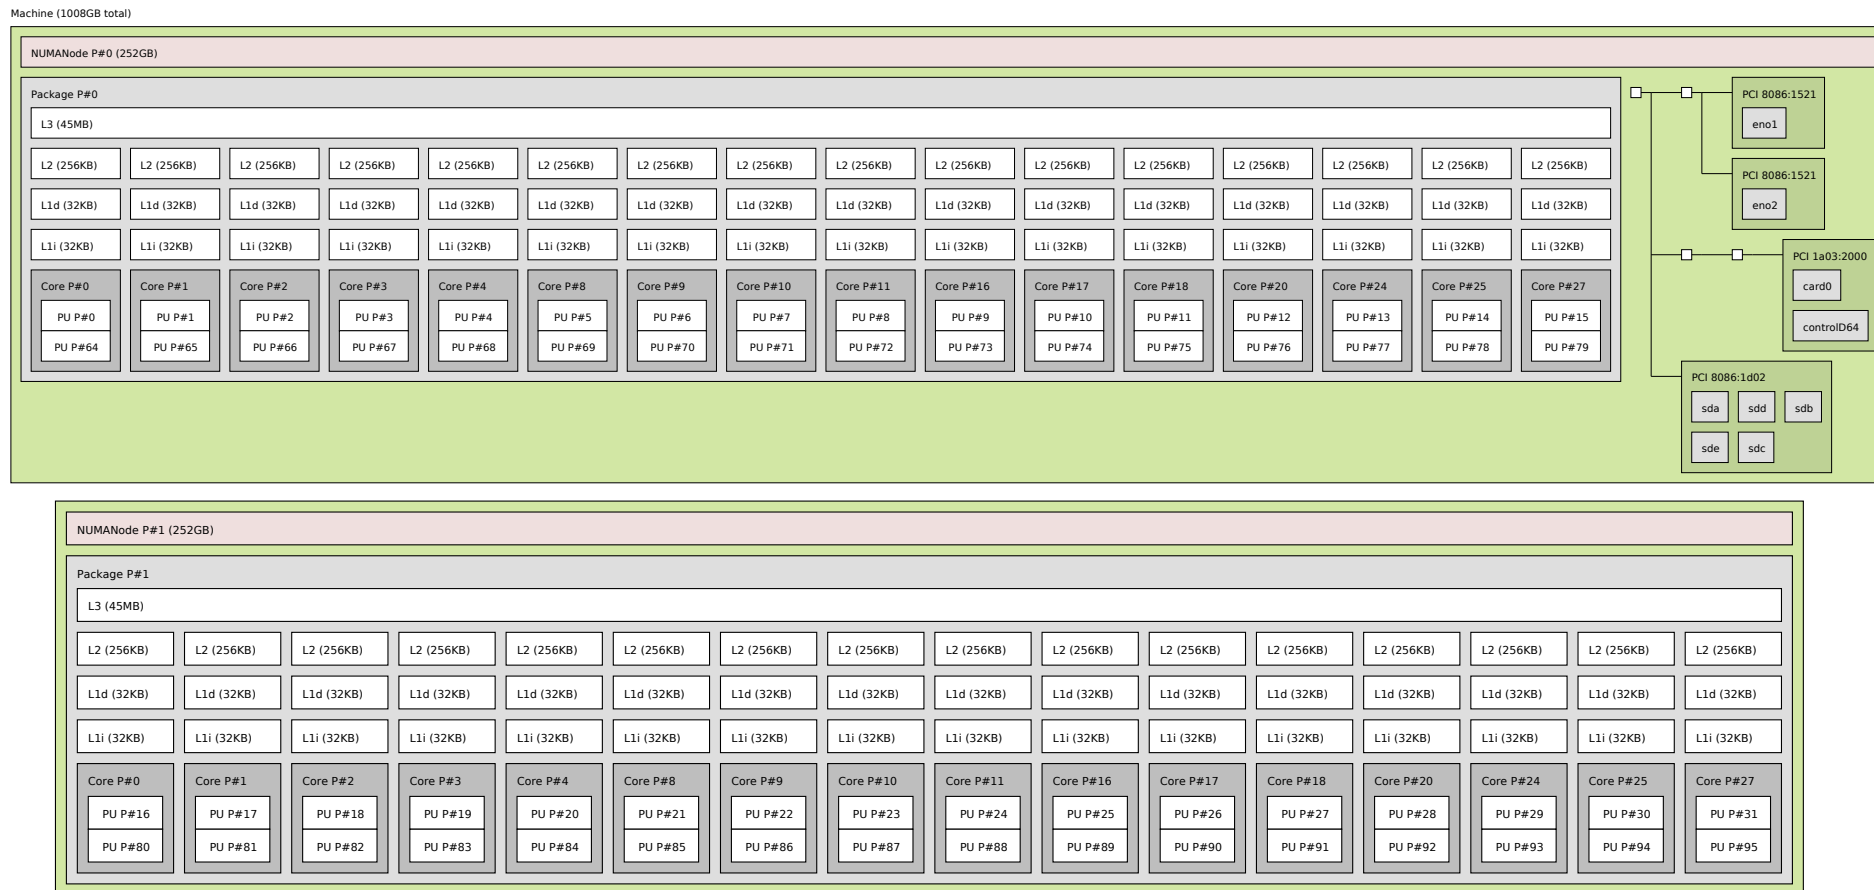 Machine (1008GB total)
NUMANode P#0 (252GB)
Package P#0
L3 (45MB)
L2 (256KB) L2 (256KB) L2 (256KB) L2 (256KB) L2 (256KB) L2 (256KB) L2 (256KB) L2 (256KB) L2 (256KB) L2 (256KB) L2 (256KB) L2 (256KB) L2 (256KB) L2 (256KB) L2 (256KB) L2 (256KB)
L1d (32KB) L1d (32KB) L1d (32KB) L1d (32KB) L1d (32KB) L1d (32KB) L1d (32KB) L1d (32KB) L1d (32KB) L1d (32KB) L1d (32KB) L1d (32KB) L1d (32KB) L1d (32KB) L1d (32KB) L1d (32KB)
L1i (32KB) L1i (32KB) L1i (32KB) L1i (32KB) L1i (32KB) L1i (32KB) L1i (32KB) L1i (32KB) L1i (32KB) L1i (32KB) L1i (32KB) L1i (32KB) L1i (32KB) L1i (32KB) L1i (32KB) L1i (32KB)
Core P#0 Core P#1 Core P#2 Core P#3 Core P#4 Core P#8 Core P#9 Core P#10 Core P#11 Core P#16 Core P#17 Core P#18 Core P#20 Core P#24 Core P#25 Core P#27
PU P#0 PU P#1 PU P#2 PU P#3 PU P#4 PU P#5 PU P#6 PU P#7 PU P#8 PU P#9 PU P#10 PU P#11 PU P#12 PU P#13 PU P#14 PU P#15
PU P#64 PU P#65 PU P#66 PU P#67 PU P#68 PU P#69 PU P#70 PU P#71 PU P#72 PU P#73 PU P#74 PU P#75 PU P#76 PU P#77 PU P#78 PU P#79
PCI 8086:1521
eno1
PCI 8086:1521
eno2
PCI 1a03:2000
card0
controlD64
PCI 8086:1d02
sda sdd sdb
sde sdc
NUMANode P#1 (252GB)
Package P#1
L3 (45MB)
L2 (256KB) L2 (256KB) L2 (256KB) L2 (256KB) L2 (256KB) L2 (256KB) L2 (256KB) L2 (256KB) L2 (256KB) L2 (256KB) L2 (256KB) L2 (256KB) L2 (256KB) L2 (256KB) L2 (256KB) L2 (256KB)
L1d (32KB) L1d (32KB) L1d (32KB) L1d (32KB) L1d (32KB) L1d (32KB) L1d (32KB) L1d (32KB) L1d (32KB) L1d (32KB) L1d (32KB) L1d (32KB) L1d (32KB) L1d (32KB) L1d (32KB) L1d (32KB)
L1i (32KB) L1i (32KB) L1i (32KB) L1i (32KB) L1i (32KB) L1i (32KB) L1i (32KB) L1i (32KB) L1i (32KB) L1i (32KB) L1i (32KB) L1i (32KB) L1i (32KB) L1i (32KB) L1i (32KB) L1i (32KB)
Core P#0 Core P#1 Core P#2 Core P#3 Core P#4 Core P#8 Core P#9 Core P#10 Core P#11 Core P#16 Core P#17 Core P#18 Core P#20 Core P#24 Core P#25 Core P#27
PU P#16 PU P#17 PU P#18 PU P#19 PU P#20 PU P#21 PU P#22 PU P#23 PU P#24 PU P#25 PU P#26 PU P#27 PU P#28 PU P#29 PU P#30 PU P#31
PU P#80 PU P#81 PU P#82 PU P#83 PU P#84 PU P#85 PU P#86 PU P#87 PU P#88 PU P#89 PU P#90 PU P#91 PU P#92 PU P#93 PU P#94 PU P#95